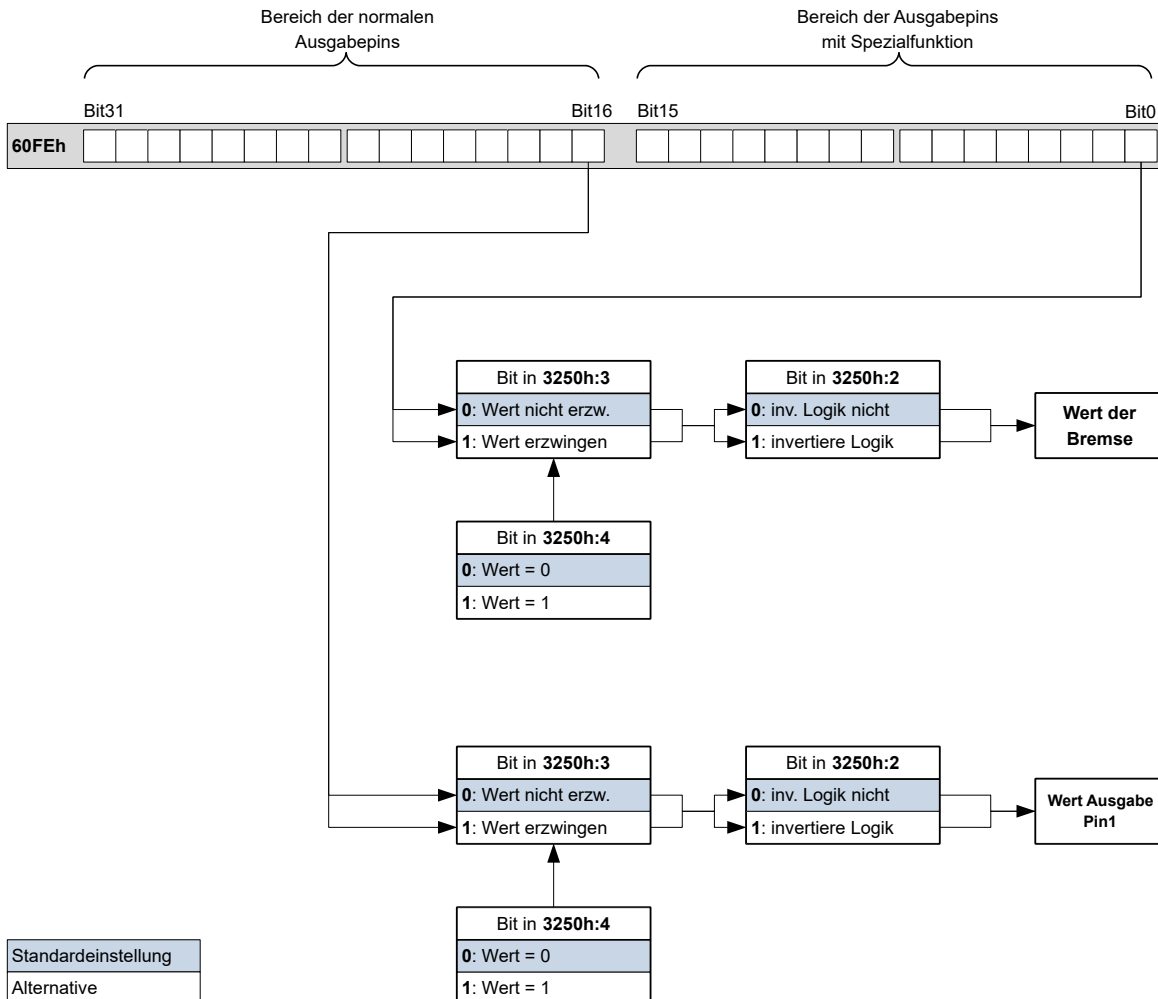 Bereich der normalen
Ausgabepins
Bereich der Ausgabepins
mit Spezialfunktion
Bit31
Bit16
Bit15
Bit0
60FEh
Bit in 3250h:3
0: Wert nicht erzw.
1: Wert erzwingen
Bit in 3250h:2
0: inv. Logik nicht
1: invertiere Logik
Wert der
Bremse
Bit in 3250h:4
0: Wert = 0
1: Wert = 1
Bit in 3250h:3
0: Wert nicht erzw.
1: Wert erzwingen
Bit in 3250h:2
0: inv. Logik nicht
1: invertiere Logik
Wert Ausgabe
Pin1
Bit in 3250h:4
0: Wert = 0
1: Wert = 1
Standardeinstellung
Alternative